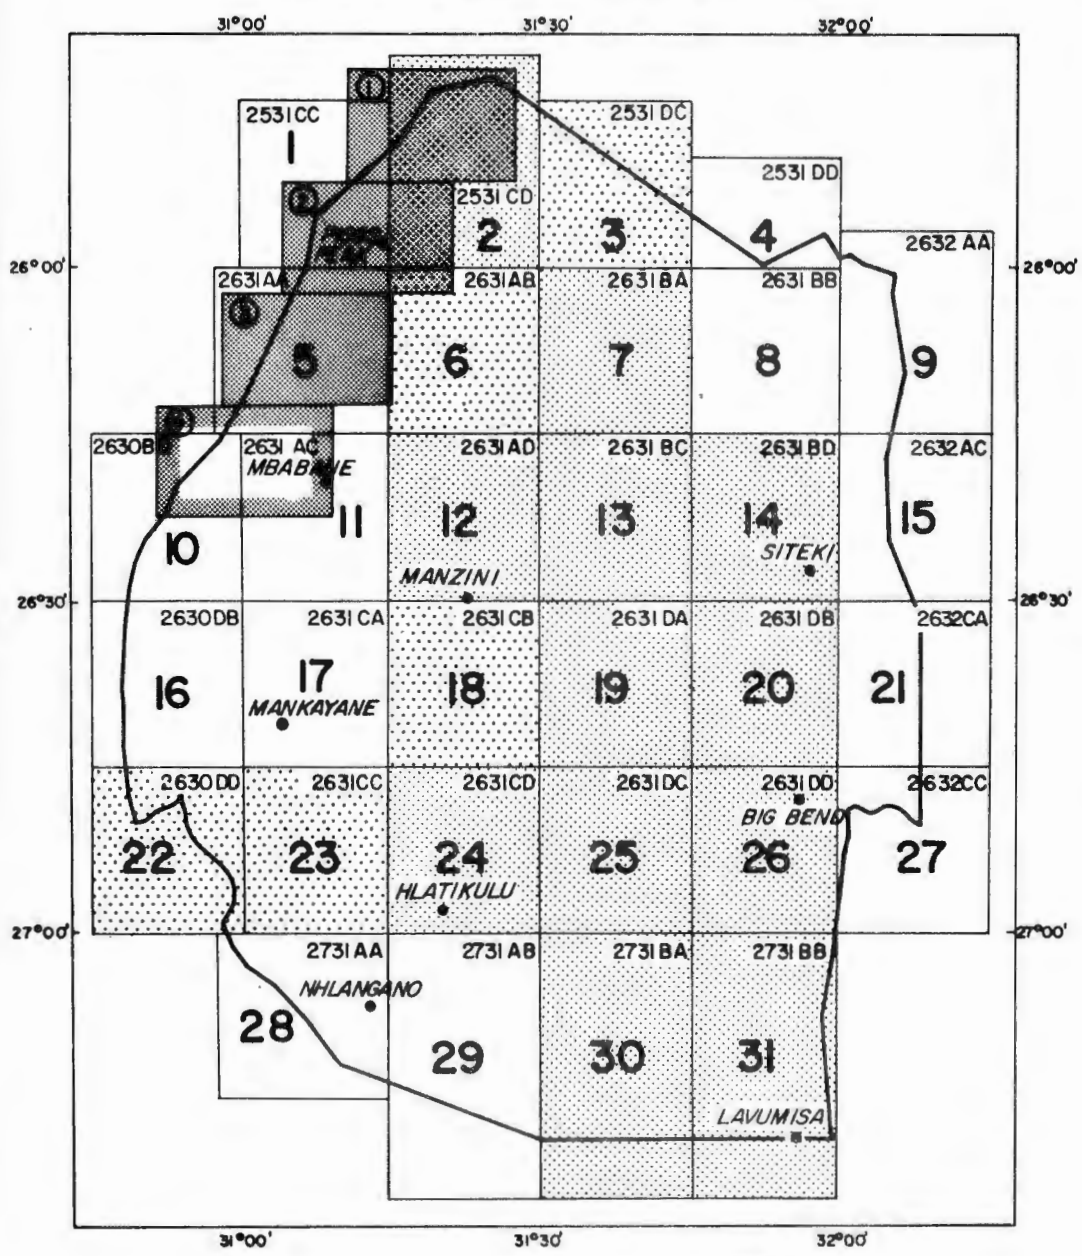 31°00' 31°30' 32°00'
①
2531CC 2531DC
1
2531DD
② 2531CD
2 3 4
2632AA
26°00' 26°00'
2631AA 2631AB 2631BA 2631BB
③
5 6 7 8 9
2630B 2631AC 2631AD 2631BC 2631BD 2632AC
MBABANE
10 11 12 13 14 15
SITEKI
MANZINI
26°30' 26°30'
2630DB 2631CA 2631CB 2631DA 2631DB 2632CA
16 17 18 19 20 21
MANKAYANE
2630DD 2631CC 2631CD 2631DC 2631DD 2632CC
BIG BEND
22 23 24 25 26 27
HLATIKULU
27°00' 27°00'
2731AA 2731AB 2731BA 2731BB
NHLANGANO
28 29 30 31
LAVUMISA
31°00' 31°30' 32°00'